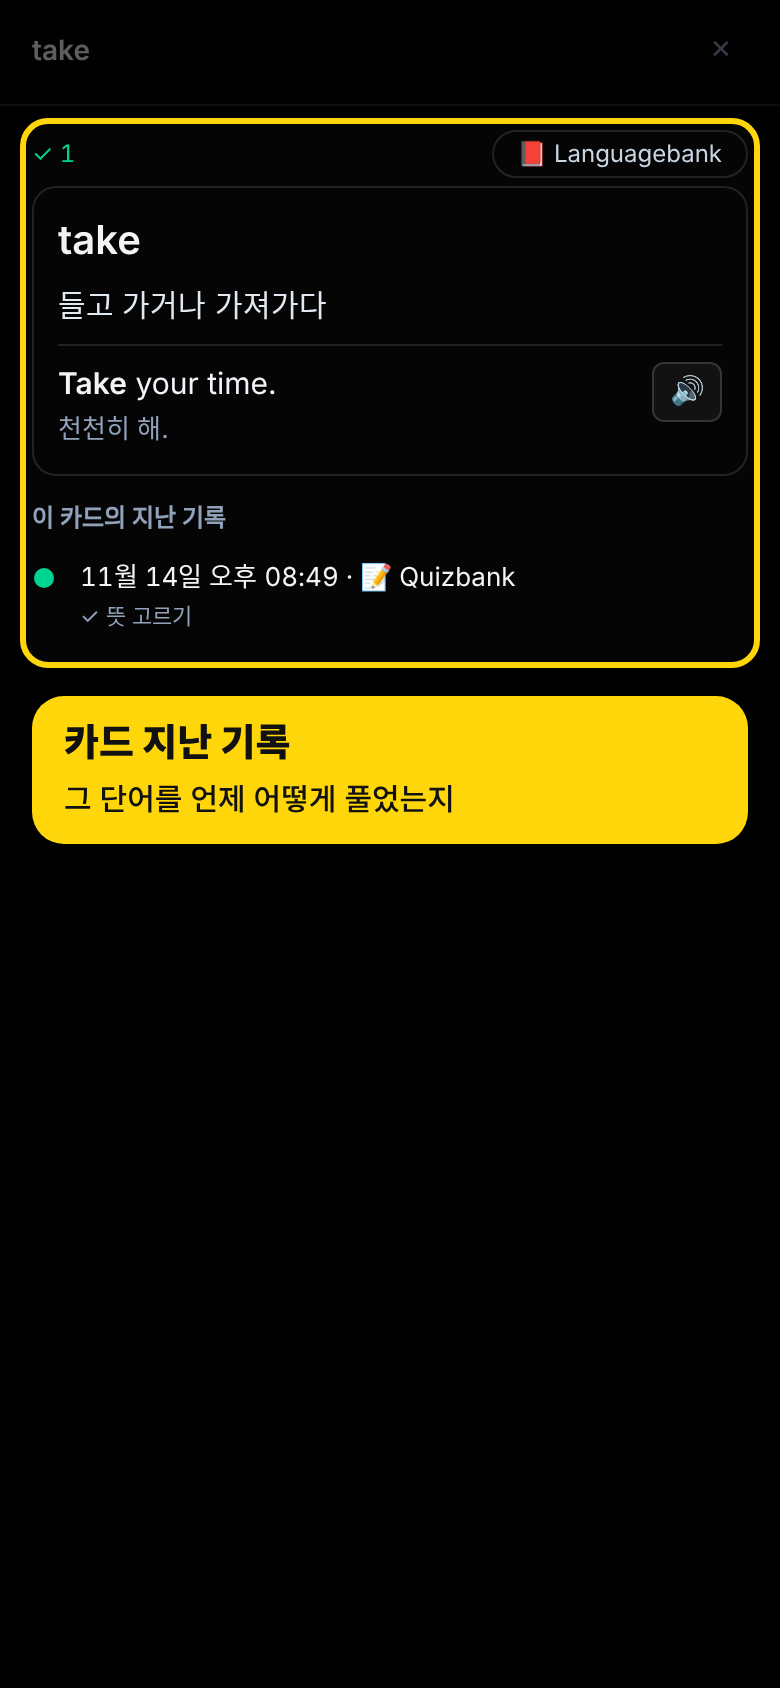 take
✓ 1
Languagebank
take
들고 가거나 가져가다
Take your time.
천천히 해.
이 카드의 지난 기록
11월 14일 오후 08:49 · 📝 Quizbank
✓ 뜻 고르기
카드 지난 기록
그 단어를 언제 어떻게 풀었는지